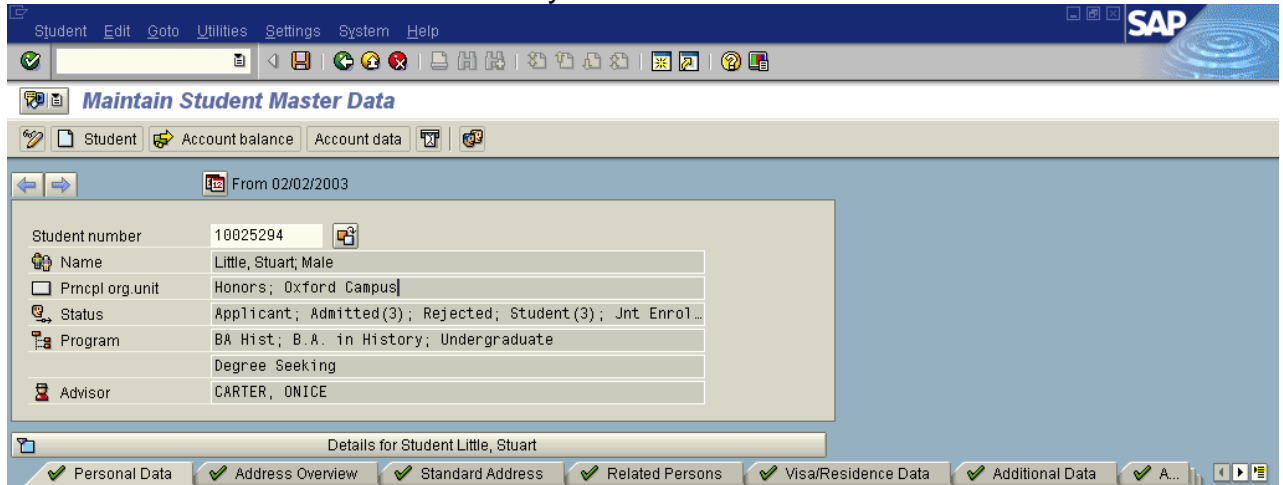 Student Edit Goto Utilities Settings System Help
SAP
Maintain Student Master Data
Student Account balance Account data
From 02/02/2003
Student number 10025294
Name Little, Stuart; Male
Prncpl org.unit Honors; Oxford Campus
Status Applicant; Admitted(3); Rejected; Student(3); Jnt Enrol…
Program BA Hist; B.A. in History; Undergraduate
Degree Seeking
Advisor CARTER, ONICE
Details for Student Little, Stuart
Personal Data Address Overview Standard Address Related Persons Visa/Residence Data Additional Data A...